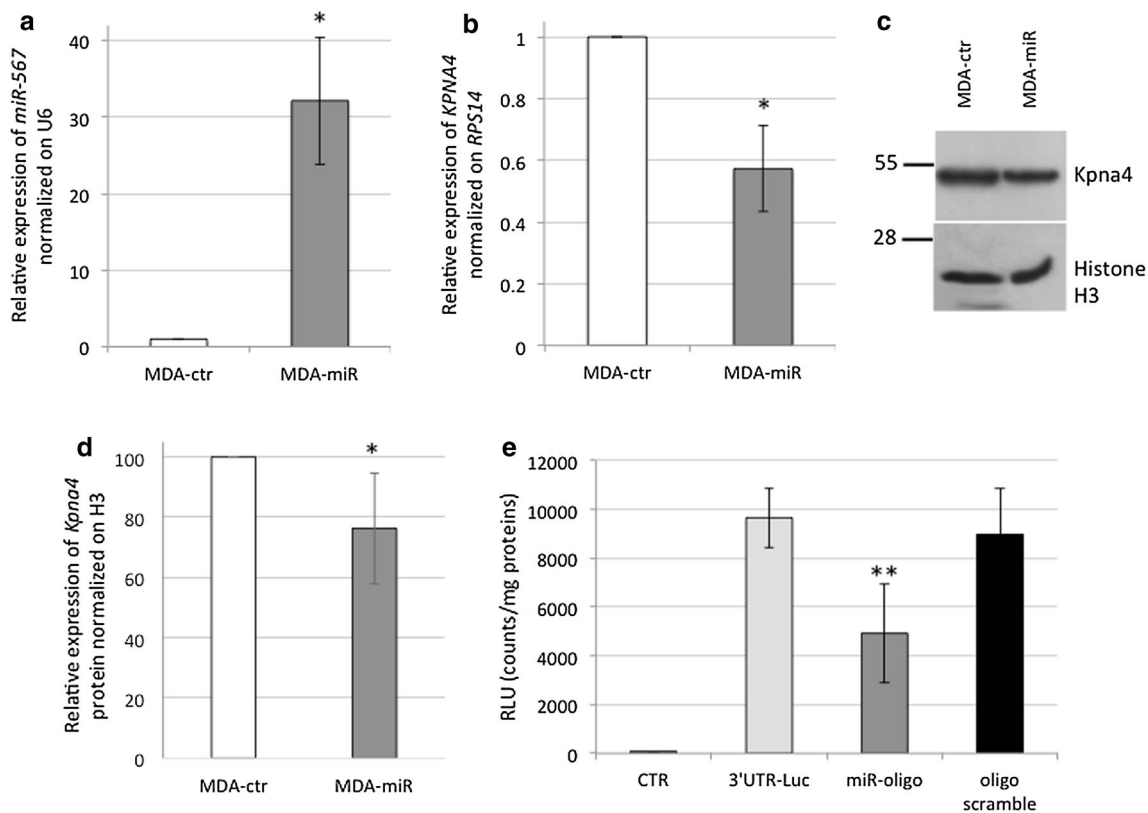 a
Relative expression of miR-567
normalized on U6
40
30
20
10
0
*
MDA-ctr
MDA-miR
b
Relative expression of KPNA4
normalized on RPS14
1
0.8
0.6
0.4
0.2
0
*
MDA-ctr
MDA-miR
c
MDA-ctr
MDA-miR
55
Kpna4
28
Histone
H3
d
Relative expression of Kpna4
protein normalized on H3
100
80
60
40
20
0
*
MDA-ctr
MDA-miR
e
RLU (counts/mg proteins)
12000
10000
8000
6000
4000
2000
0
**
CTR
3'UTR-Luc
miR-oligo
oligo
scramble